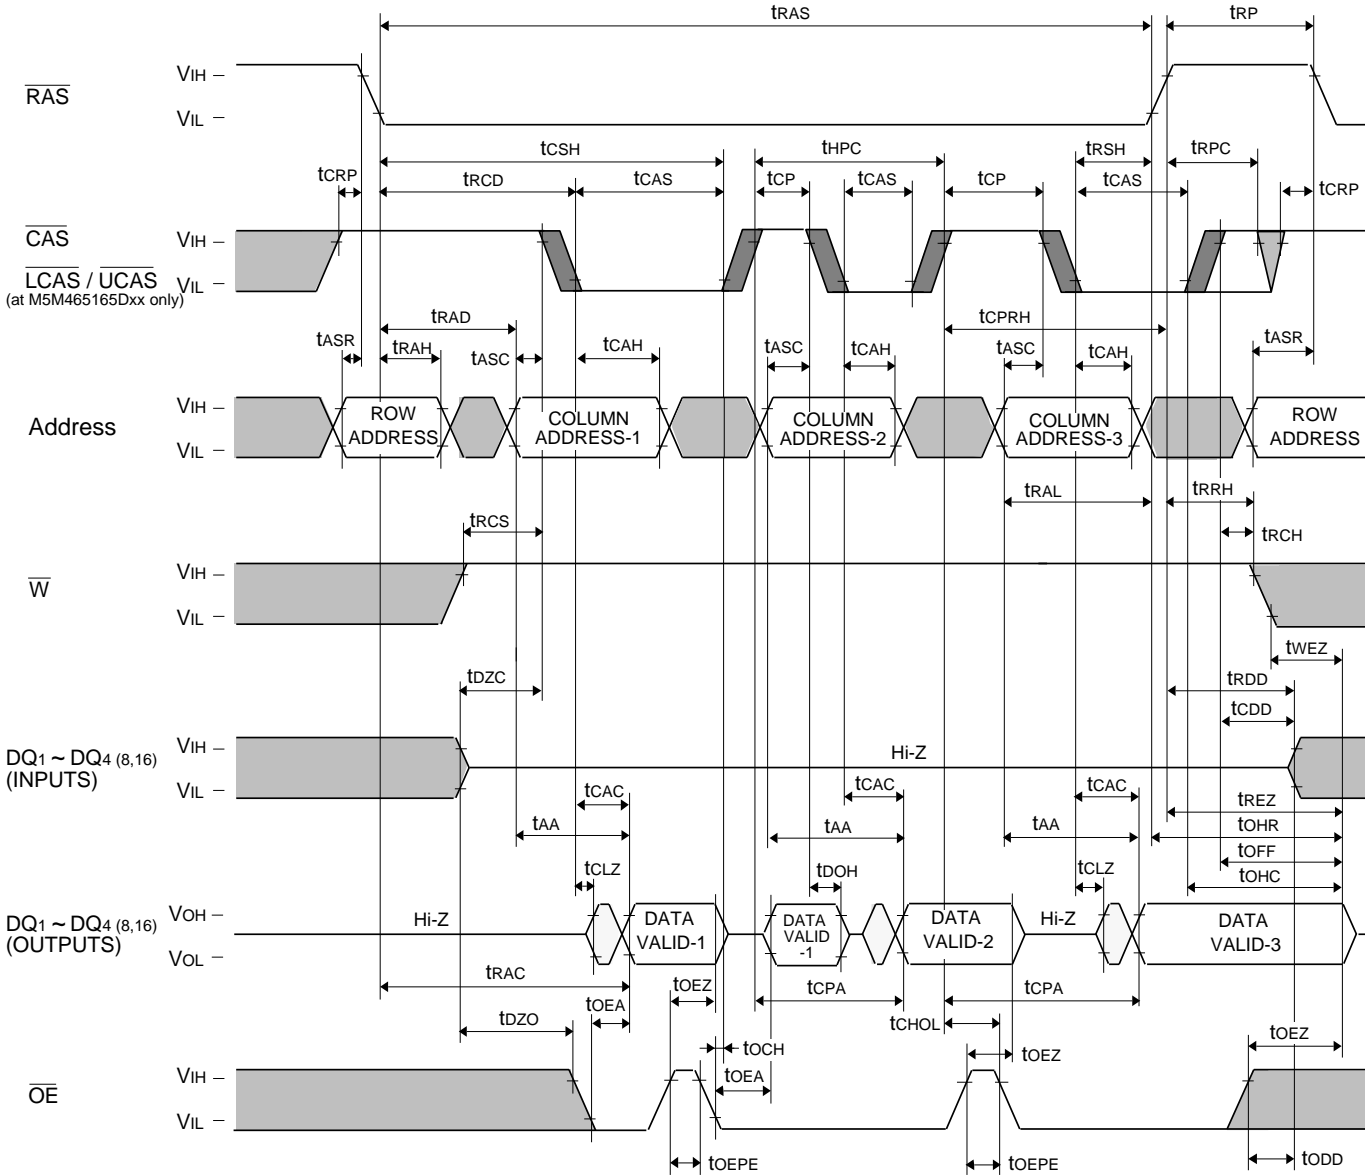 tRAS tRP
VIH
RAS
VIL
tCSH tHPC tRSH tRPC
tCRP tRCD tCAS tCP tCAS tCP tCAS tCRP
CAS VIH
LCAS / UCAS VIL
(at M5M465165Dxx only)
tRAD tCPRH
tASR tRAH tASC tCAH tASC tCAH tASC tCAH tASR
Address
VIH
VIL
ROW ADDRESS
COLUMN ADDRESS-1
COLUMN ADDRESS-2
COLUMN ADDRESS-3
ROW ADDRESS
tRAL tRRH
tRCS tRCH
VIH
W
VIL
tWEZ
tDZC tRDD
tCDD
DQ1 ~ DQ4 (8,16)
(INPUTS)
VIH
VIL
Hi-Z
tCAC tCAC tCAC tREZ
tAA tAA tAA tOHR
tOFF
tCLZ tDOH tCLZ tOHC
DQ1 ~ DQ4 (8,16)
(OUTPUTS)
VOH
VOL
Hi-Z
DATA VALID-1
DATA VALID -1
DATA VALID-2
Hi-Z
DATA VALID-3
tRAC tOEZ tCPA tCPA
tOEA tCHOL
tDZO tOCH tOEZ tOEZ
tOEA
VIH
OE
VIL
tOEPE tOEPE tODD